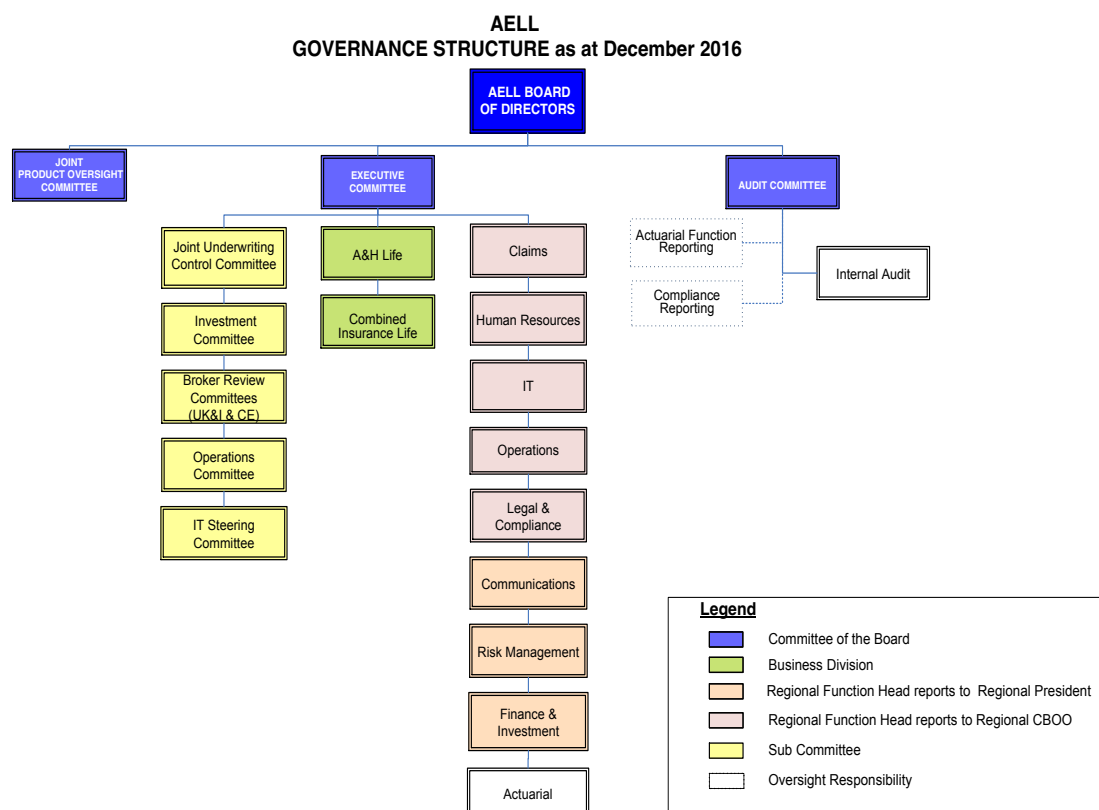 AELL
GOVERNANCE STRUCTURE as at December 2016
AELL BOARD
OF DIRECTORS
JOINT
PRODUCT OVERSIGHT
COMMITTEE
EXECUTIVE
COMMITTEE
AUDIT COMMITTEE
Joint Underwriting
Control Committee
Investment
Committee
Broker Review
Committees
(UK&I & CE)
Operations
Committee
IT Steering
Committee
A&H Life
Combined
Insurance Life
Claims
Human Resources
IT
Operations
Legal &
Compliance
Communications
Risk Management
Finance &
Investment
Actuarial
Actuarial Function
Reporting
Compliance
Reporting
Internal Audit
Legend
Committee of the Board
Business Division
Regional Function Head reports to Regional President
Regional Function Head reports to Regional CBOO
Sub Committee
Oversight Responsibility